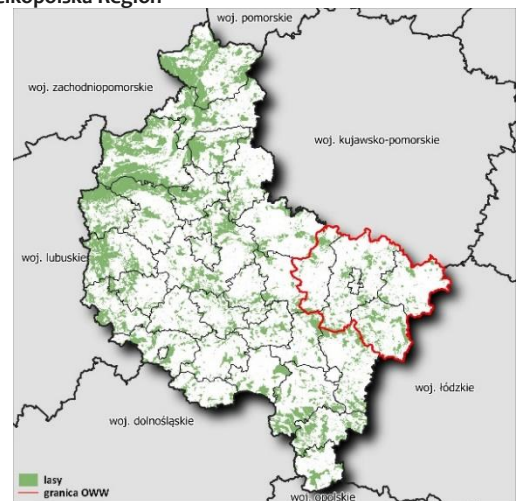 elkopolska Region
woj. pomorskie
woj. zachodniopomorskie
woj. kujawsko-pomorskie
woj. lubuskie
woj. łódzkie
woj. dolnośląskie
lasy
granica OWW
woj. opolskie